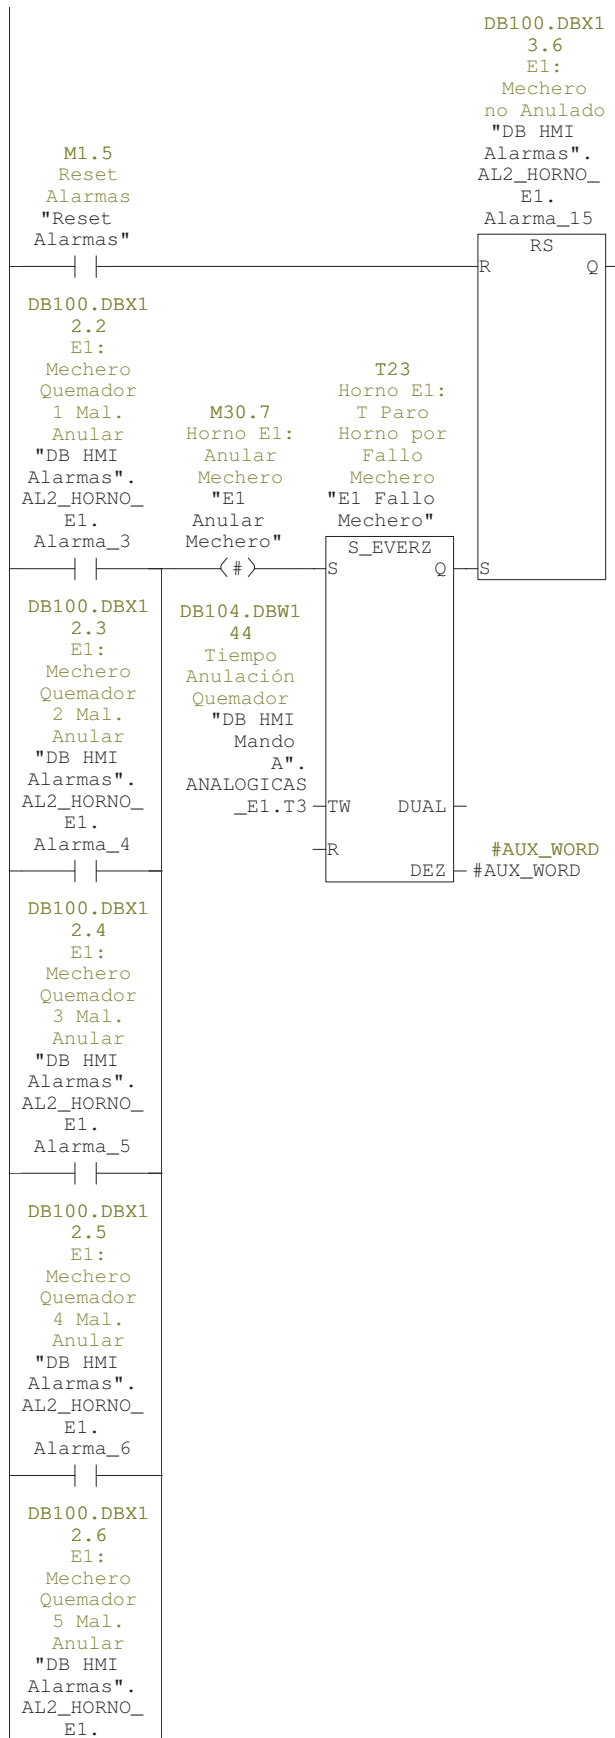 DB100.DBX1
3.6
E1:
Mechero
no Anulado
"DB HMI
Alarmas".
AL2_HORNO_
E1.
Alarma_15
M1.5
Reset
Alarmas
"Reset
Alarmas"
RS
R
Q
DB100.DBX1
2.2
E1:
Mechero
Quemador
1 Mal.
Anular
"DB HMI
Alarmas".
AL2_HORNO_
E1.
Alarma_3
M30.7
Horno E1:
Anular
Mechero
"E1
Anular
Mechero"
(#)
T23
Horno E1:
T Paro
Horno por
Fallo
Mechero
"E1 Fallo
Mechero"
S_EVERZ
S
Q
S
DB100.DBX1
2.3
E1:
Mechero
Quemador
2 Mal.
Anular
"DB HMI
Alarmas".
AL2_HORNO_
E1.
Alarma_4
DB104.DBW1
44
Tiempo
Anulación
Quemador
"DB HMI
Mando
A".
ANALOGICAS
_E1.T3
TW
DUAL
R
DEZ
#AUX_WORD
#AUX_WORD
DB100.DBX1
2.4
E1:
Mechero
Quemador
3 Mal.
Anular
"DB HMI
Alarmas".
AL2_HORNO_
E1.
Alarma_5
DB100.DBX1
2.5
E1:
Mechero
Quemador
4 Mal.
Anular
"DB HMI
Alarmas".
AL2_HORNO_
E1.
Alarma_6
DB100.DBX1
2.6
E1:
Mechero
Quemador
5 Mal.
Anular
"DB HMI
Alarmas".
AL2_HORNO_
E1.